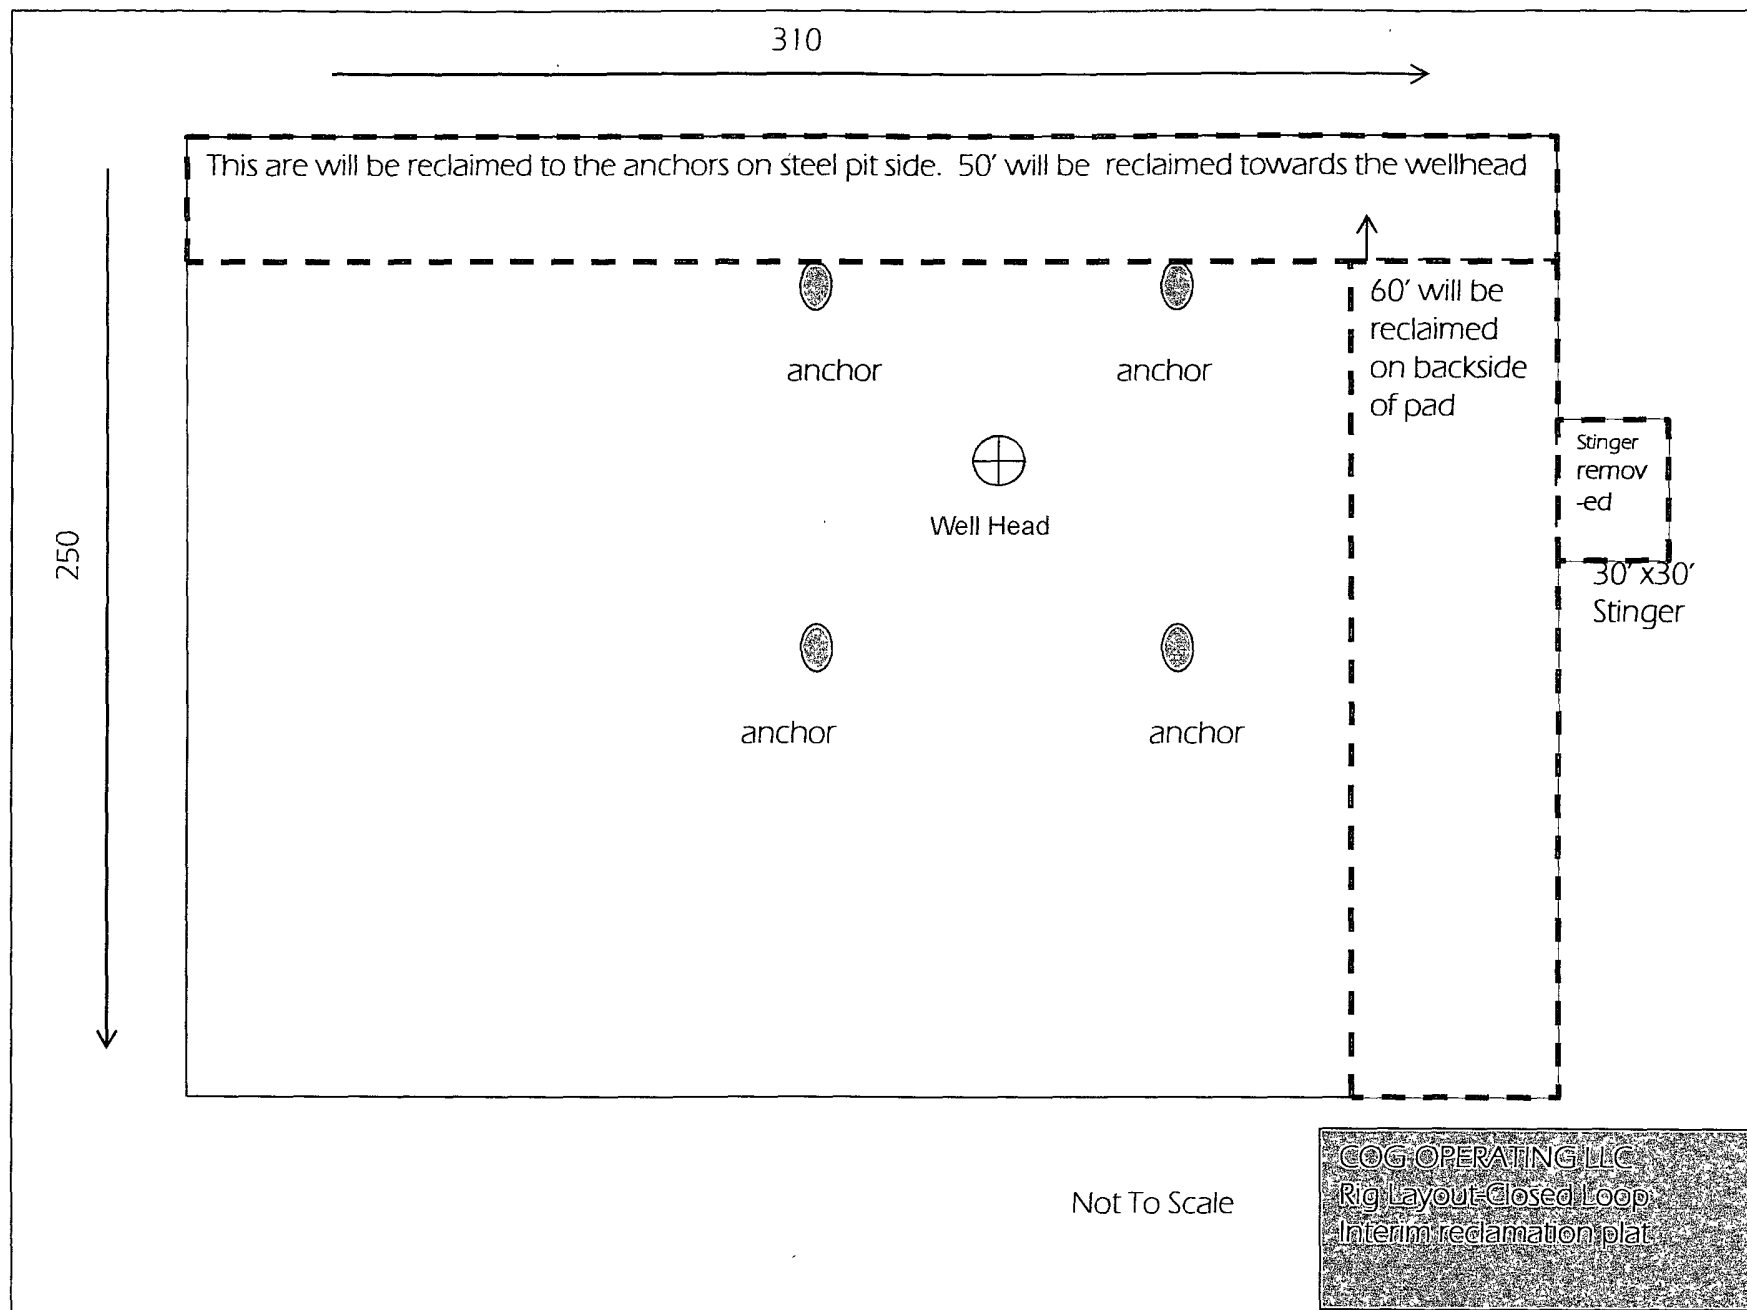 310
This are will be reclaimed to the anchors on steel pit side. 50' will be reclaimed towards the wellhead
60' will be
reclaimed
on backside
of pad
anchor
anchor
Stinger
remov
-ed
Well Head
250
30' x30'
Stinger
anchor
anchor
Not To Scale
COG OPERATING LLC
Rig Layout-Closed Loop
Interim reclamation plat